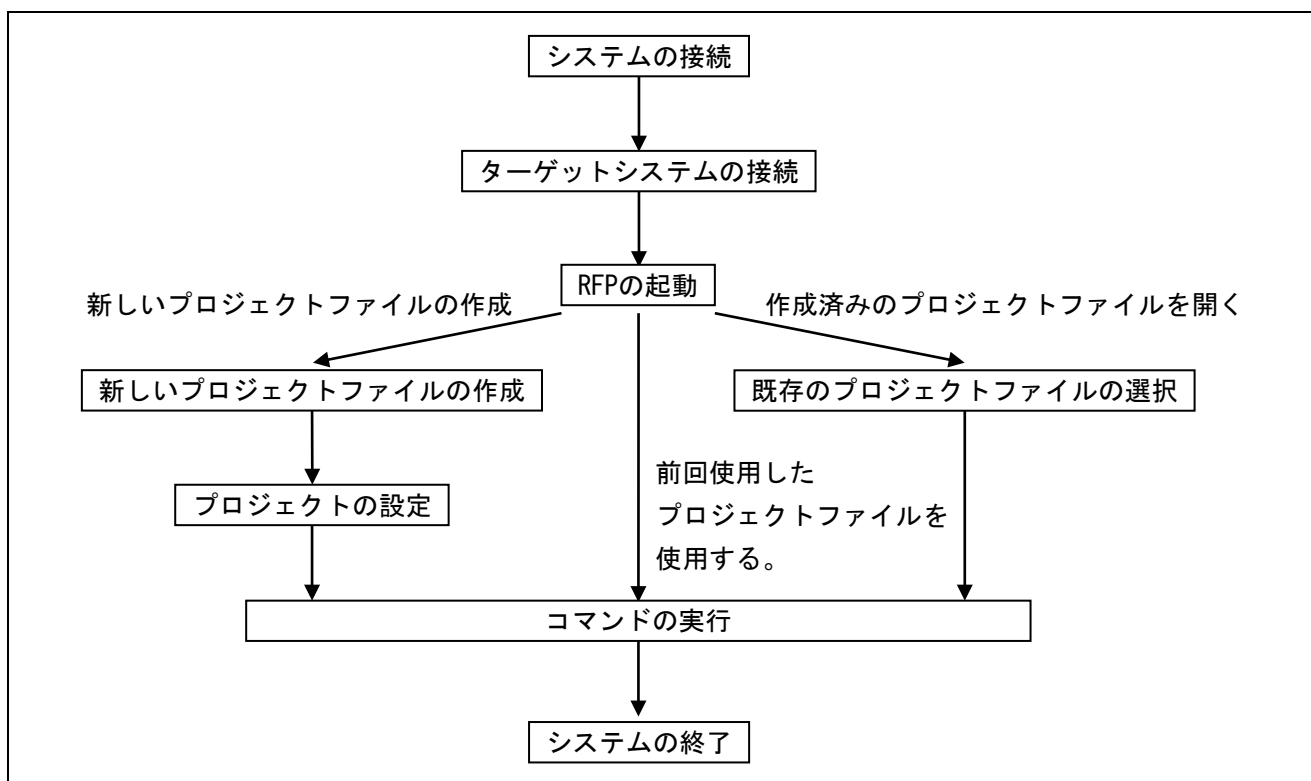 システムの接続
ターゲットシステムの接続
RFPの起動
新しいプロジェクトファイルの作成
作成済みのプロジェクトファイルを開く
新しいプロジェクトファイルの作成
既存のプロジェクトファイルの選択
前回使用した
プロジェクトファイルを
使用する。
プロジェクトの設定
コマンドの実行
システムの終了